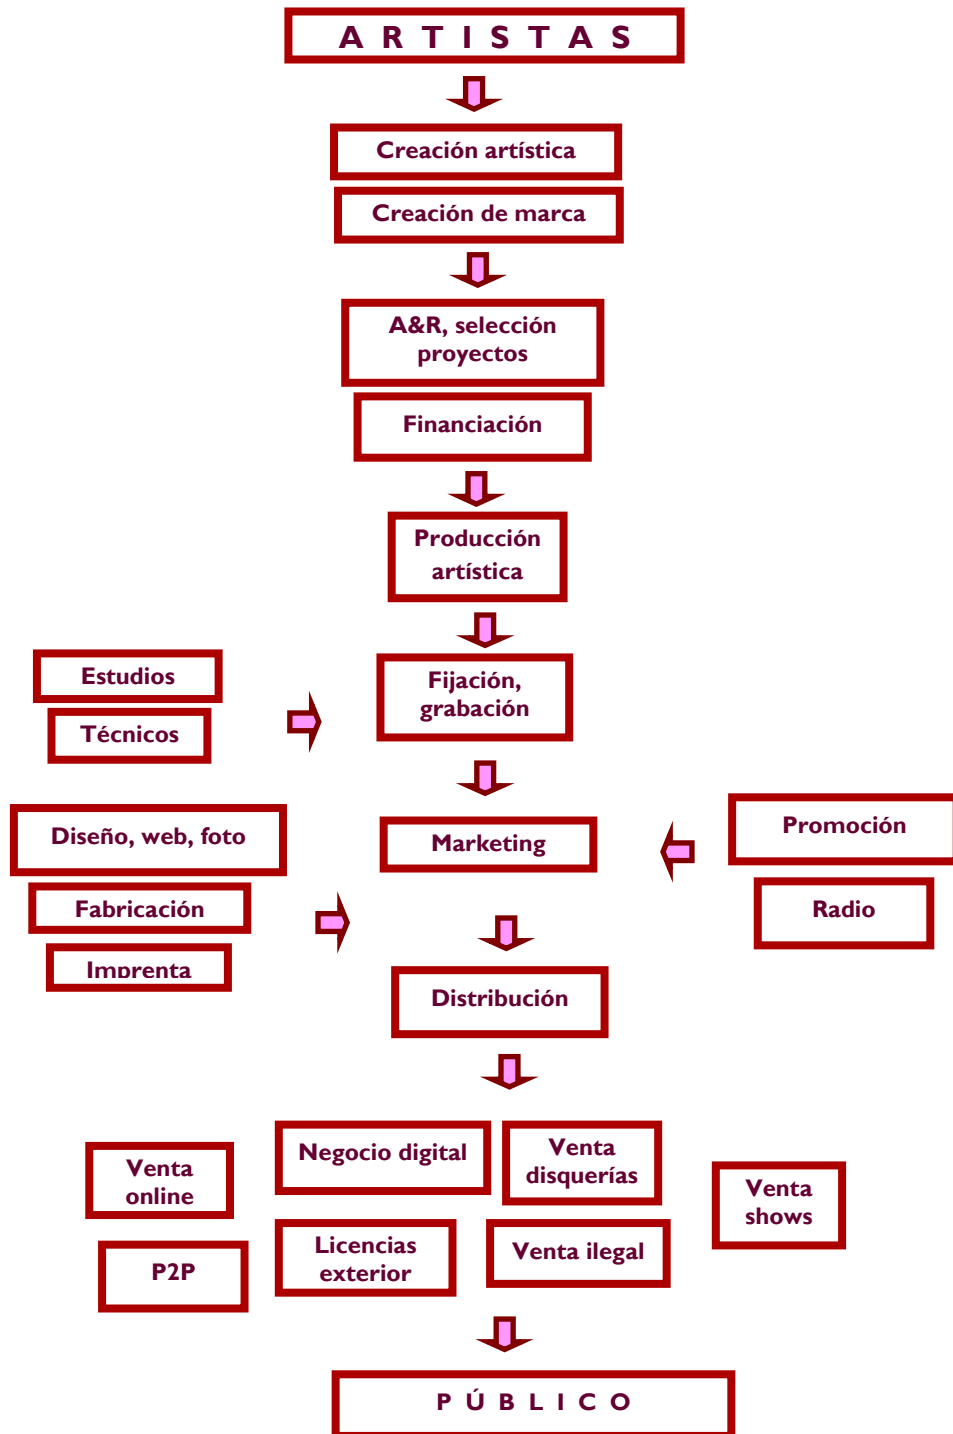 A R T I S T A S
Creación artística
Creación de marca
A&R, selección
proyectos
Financiación
Producción
artística
Estudios
Técnicos
Fijación,
grabación
Diseño, web, foto
Fabricación
Imprenta
Marketing
Promoción
Radio
Distribución
Venta
online
Negocio digital
Venta
disquerías
Venta
shows
P2P
Licencias
exterior
Venta ilegal
P Ú B L I C O